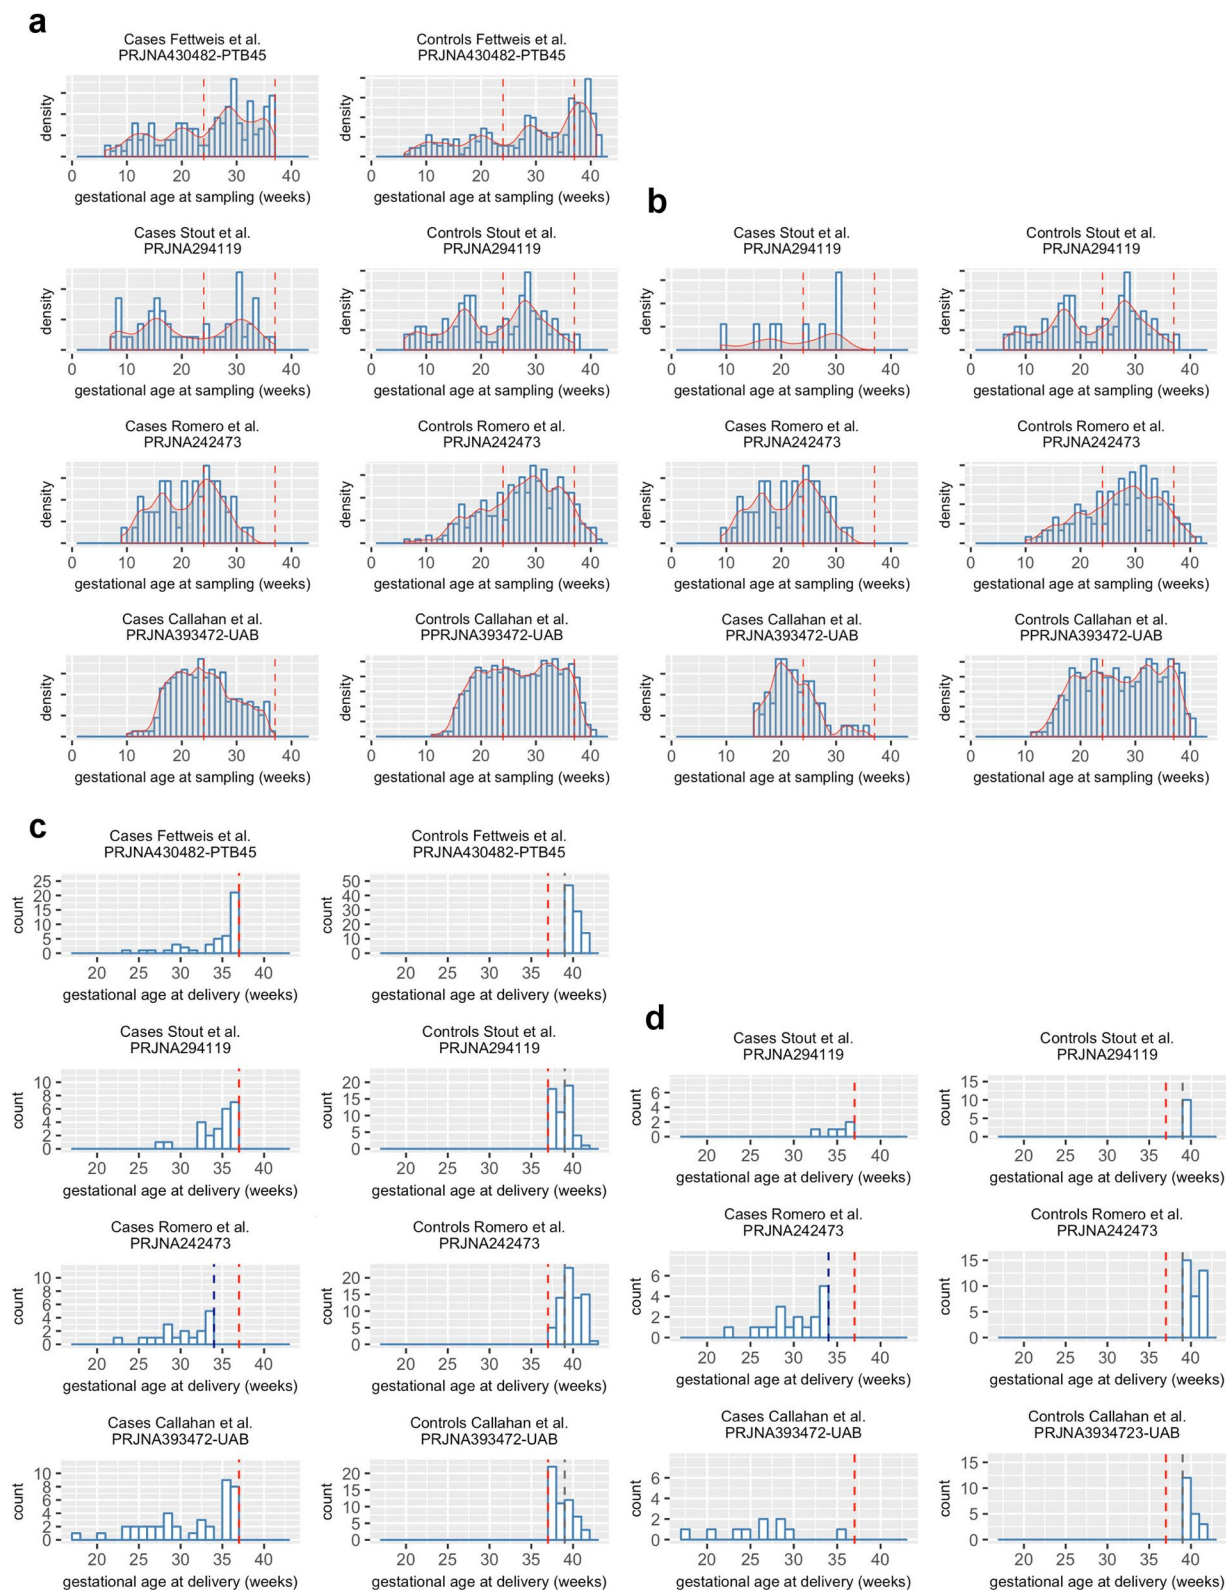 a
Cases Fettweis et al.
PRJNA430482-PTB45
density
0 10 20 30 40
gestational age at sampling (weeks)
Controls Fettweis et al.
PRJNA430482-PTB45
density
0 10 20 30 40
gestational age at sampling (weeks)
Cases Stout et al.
PRJNA294119
density
0 10 20 30 40
gestational age at sampling (weeks)
Controls Stout et al.
PRJNA294119
density
0 10 20 30 40
gestational age at sampling (weeks)
Cases Romero et al.
PRJNA242473
density
0 10 20 30 40
gestational age at sampling (weeks)
Controls Romero et al.
PRJNA242473
density
0 10 20 30 40
gestational age at sampling (weeks)
Cases Callahan et al.
PRJNA393472-UAB
density
0 10 20 30 40
gestational age at sampling (weeks)
Controls Callahan et al.
PPRJNA393472-UAB
density
0 10 20 30 40
gestational age at sampling (weeks)
b
Cases Stout et al.
PRJNA294119
density
0 10 20 30 40
gestational age at sampling (weeks)
Controls Stout et al.
PRJNA294119
density
0 10 20 30 40
gestational age at sampling (weeks)
Cases Romero et al.
PRJNA242473
density
0 10 20 30 40
gestational age at sampling (weeks)
Controls Romero et al.
PRJNA242473
density
0 10 20 30 40
gestational age at sampling (weeks)
Cases Callahan et al.
PRJNA393472-UAB
density
0 10 20 30 40
gestational age at sampling (weeks)
Controls Callahan et al.
PPRJNA393472-UAB
density
0 10 20 30 40
gestational age at sampling (weeks)
c
Cases Fettweis et al.
PRJNA430482-PTB45
count
25
20
15
10
5
0
20 25 30 35 40
gestational age at delivery (weeks)
Controls Fettweis et al.
PRJNA430482-PTB45
count
50
40
30
20
10
0
20 25 30 35 40
gestational age at delivery (weeks)
Cases Stout et al.
PRJNA294119
count
10
8
6
4
2
0
20 25 30 35 40
gestational age at delivery (weeks)
Controls Stout et al.
PRJNA294119
count
20
15
10
5
0
20 25 30 35 40
gestational age at delivery (weeks)
Cases Romero et al.
PRJNA242473
count
10
8
6
4
2
0
20 25 30 35 40
gestational age at delivery (weeks)
Controls Romero et al.
PRJNA242473
count
20
15
10
5
0
20 25 30 35 40
gestational age at delivery (weeks)
Cases Callahan et al.
PRJNA393472-UAB
count
10
8
6
4
2
0
20 25 30 35 40
gestational age at delivery (weeks)
Controls Callahan et al.
PRJNA393472-UAB
count
20
15
10
5
0
20 25 30 35 40
gestational age at delivery (weeks)
d
Cases Stout et al.
PRJNA294119
count
6
4
2
0
20 25 30 35 40
gestational age at delivery (weeks)
Controls Stout et al.
PRJNA294119
count
15
10
5
0
20 25 30 35 40
gestational age at delivery (weeks)
Cases Romero et al.
PRJNA242473
count
6
4
2
0
20 25 30 35 40
gestational age at delivery (weeks)
Controls Romero et al.
PRJNA242473
count
15
10
5
0
20 25 30 35 40
gestational age at delivery (weeks)
Cases Callahan et al.
PRJNA393472-UAB
count
6
4
2
0
20 25 30 35 40
gestational age at delivery (weeks)
Controls Callahan et al.
PRJNA3934723-UAB
count
15
10
5
0
20 25 30 35 40
gestational age at delivery (weeks)